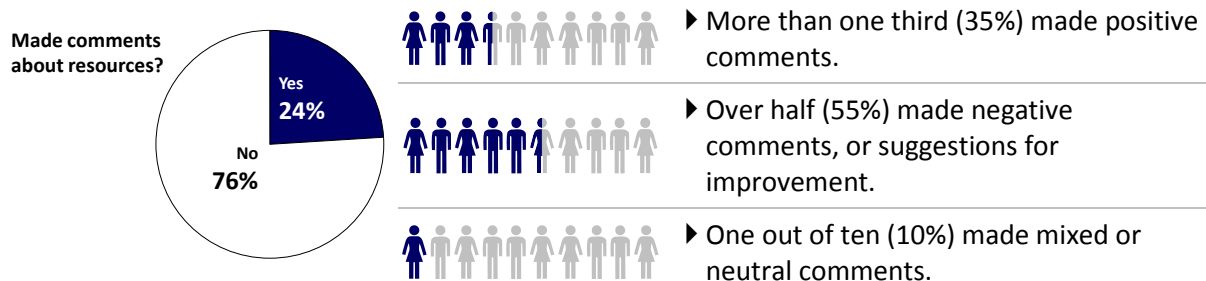 Made comments
about resources?
Yes
24%
No
76%
More than one third (35%) made positive
comments.
Over half (55%) made negative
comments, or suggestions for
improvement.
One out of ten (10%) made mixed or
neutral comments.